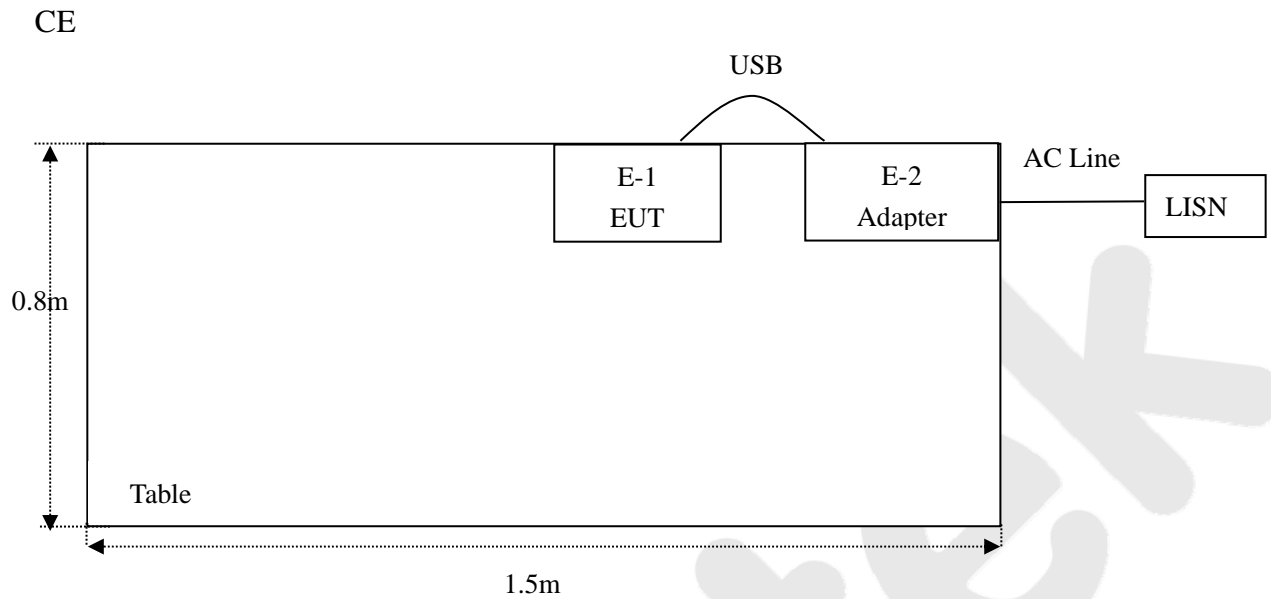 CE
USB
AC Line
E-1
EUT
E-2
Adapter
LISN
0.8m
Table
1.5m